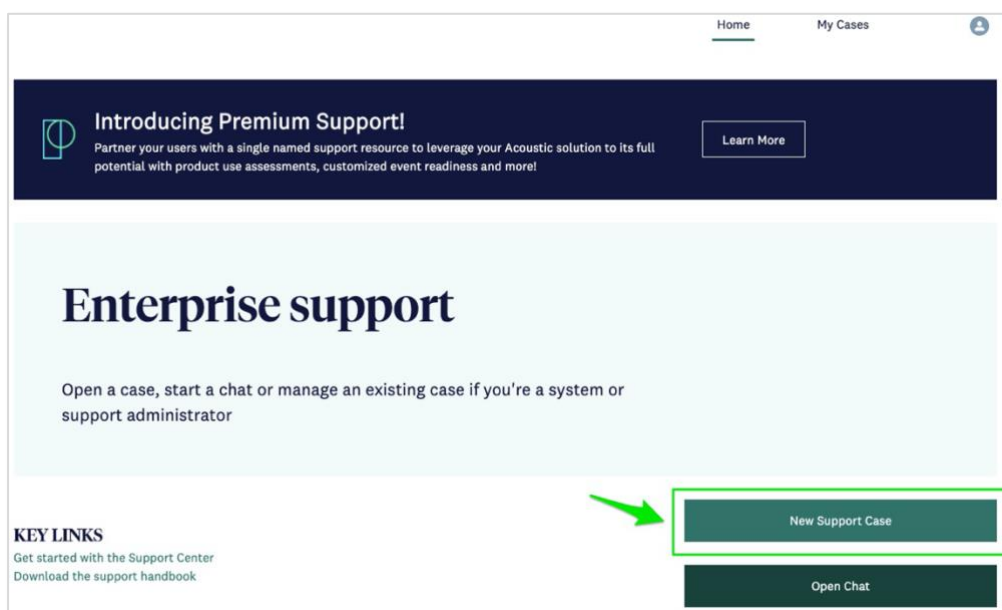 Home
My Cases
Introducing Premium Support!
Partner your users with a single named support resource to leverage your Acoustic solution to its full
potential with product use assessments, customized event readiness and more!
Learn More
Enterprise support
Open a case, start a chat or manage an existing case if you're a system or
support administrator
KEY LINKS
Get started with the Support Center
Download the support handbook
New Support Case
Open Chat